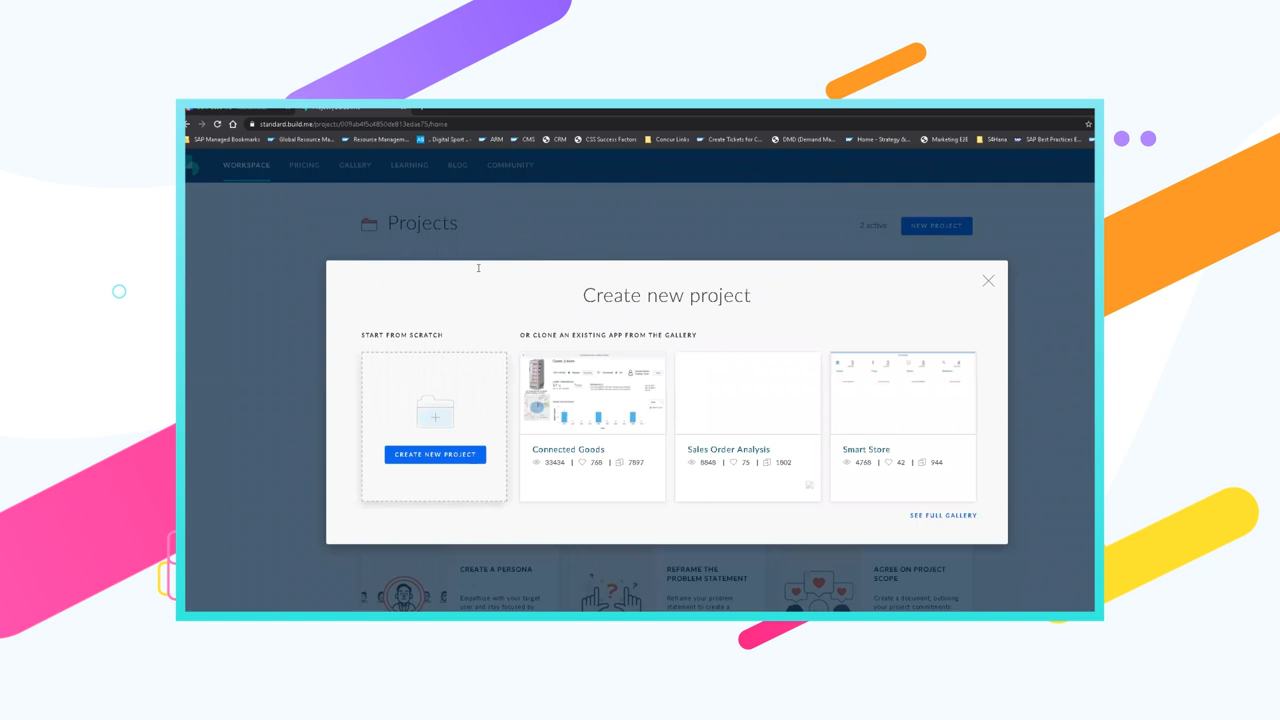 standard.build.me/projects/009ab4f5c4850de813edae75/home
SAP Managed Bookmarks Global Resource Ma... Resource Managem... .. Digital Sport .. ARM CMS CRM CSS Success Factors Concur Links Create Tickets for C... DMD (Demand Ma... Home - Strategy &... Marketing E2E S4Hana SAP Best Practices E...
WORKSPACE PRICING GALLERY LEARNING BLOG COMMUNITY
Projects
2 active
NEW PROJECT
Create new project
START FROM SCRATCH
OR CLONE AN EXISTING APP FROM THE GALLERY
CREATE NEW PROJECT
Connected Goods
33434 | 768 | 7897
Sales Order Analysis
8848 | 75 | 1802
Smart Store
4768 | 42 | 944
SEE FULL GALLERY
CREATE A PERSONA
Empathize with your target
user and stay focused by
REFRAME THE
PROBLEM STATEMENT
Reframe your problem
statement to create a
AGREE ON PROJECT
SCOPE
Create a document, outlining
your project commitments: